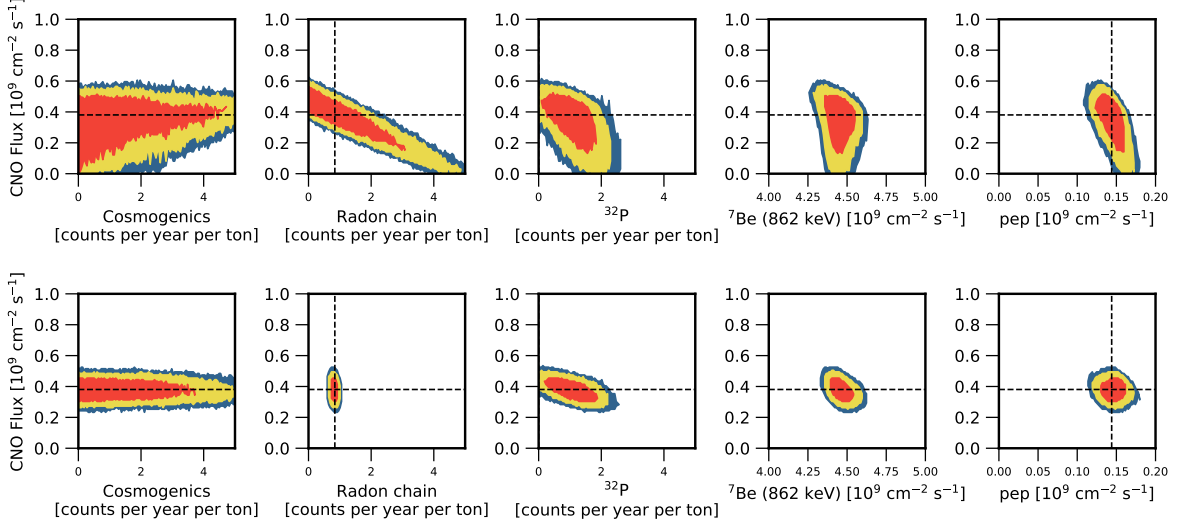 CNO Flux [10⁹ cm⁻² s⁻¹]
1.0 1.0 1.0 1.0 1.0
0.8 0.8 0.8 0.8 0.8
0.6 0.6 0.6 0.6 0.6
0.4 0.4 0.4 0.4 0.4
0.2 0.2 0.2 0.2 0.2
0.0 0.0 0.0 0.0 0.0
0 2 4 0 2 4 0 2 4 4.00 4.25 4.50 4.75 5.00 0.00 0.05 0.10 0.15 0.20
Cosmogenics Radon chain ³²P ⁷Be (862 keV) [10⁹ cm⁻² s⁻¹] pep [10⁹ cm⁻² s⁻¹]
[counts per year per ton] [counts per year per ton] [counts per year per ton]
CNO Flux [10⁹ cm⁻² s⁻¹]
1.0 1.0 1.0 1.0 1.0
0.8 0.8 0.8 0.8 0.8
0.6 0.6 0.6 0.6 0.6
0.4 0.4 0.4 0.4 0.4
0.2 0.2 0.2 0.2 0.2
0.0 0.0 0.0 0.0 0.0
0 2 4 0 2 4 0 2 4 4.00 4.25 4.50 4.75 5.00 0.00 0.05 0.10 0.15 0.20
Cosmogenics Radon chain ³²P ⁷Be (862 keV) [10⁹ cm⁻² s⁻¹] pep [10⁹ cm⁻² s⁻¹]
[counts per year per ton] [counts per year per ton] [counts per year per ton]